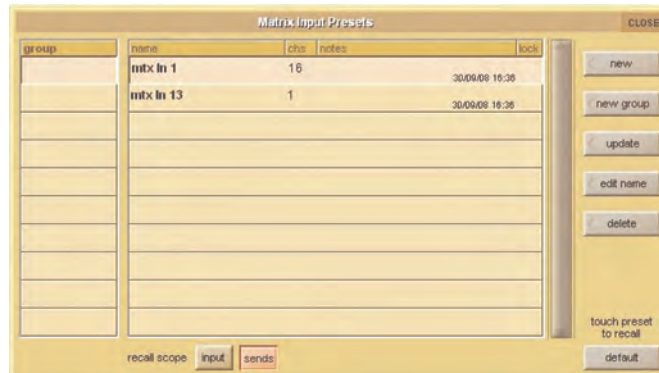 Matrix Input Presets
CLOSE
group
name chs notes lock
mtx In 1 16 30/09/08 16:36
mtx In 13 1 30/09/08 16:36
new
new group
update
edit name
delete
touch preset
to recall
default
recall scope input sends